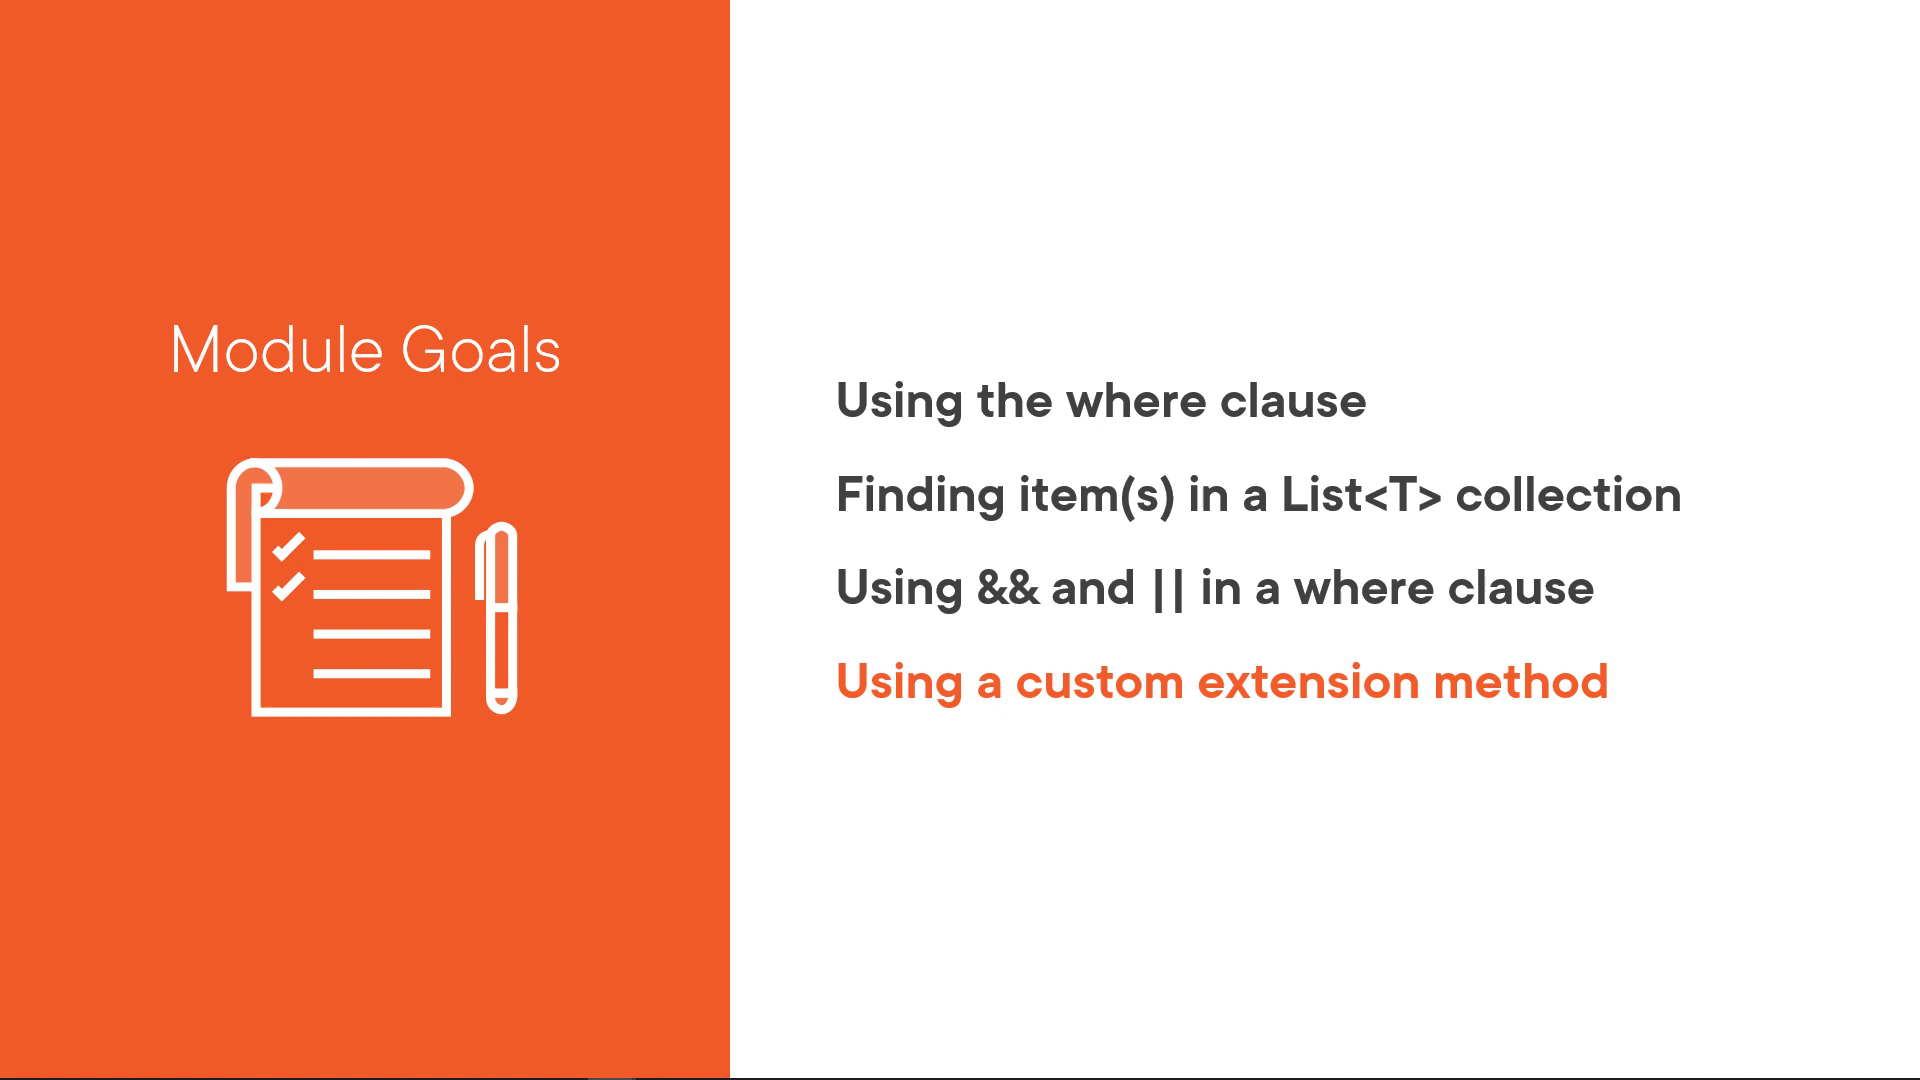 Module Goals
Using the where clause
Finding item(s) in a List<T> collection
Using && and || in a where clause
Using a custom extension method